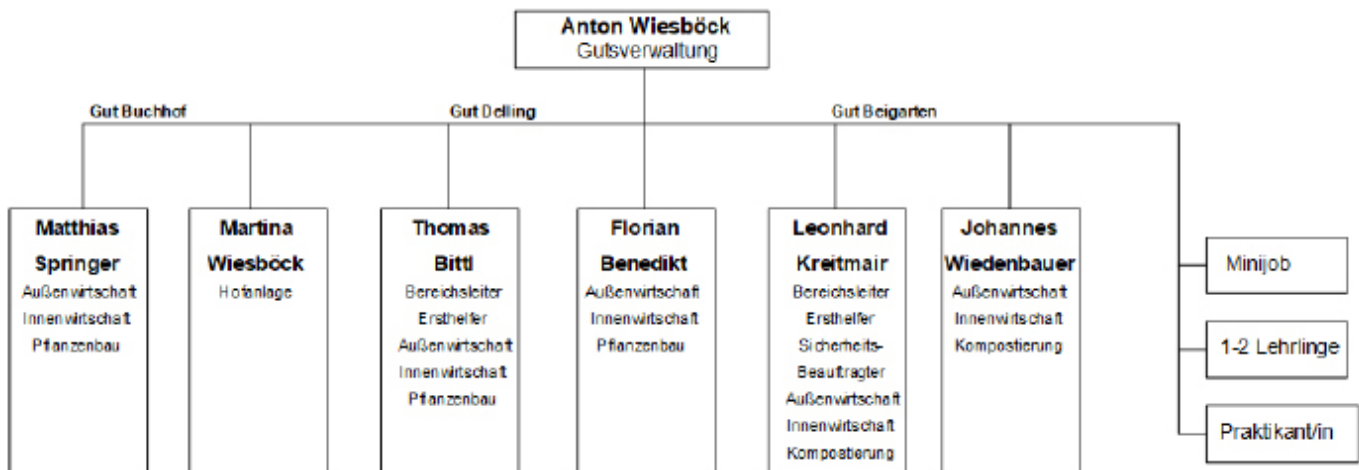 Anton Wiesböck
Gutsverwaltung
Gut Buchhof
Gut Delling
Gut Beigarten
Matthias
Springer
Außenwirtschaft
Innenwirtschaft
Pflanzenbau
Martina
Wiesböck
Hofanlage
Thomas
Bittl
Bereichsleiter
Ersthelfer
Außenwirtschaft
Innenwirtschaft
Pflanzenbau
Florian
Benedikt
Außenwirtschaft
Innenwirtschaft
Pflanzenbau
Leonhard
Kreitmair
Bereichsleiter
Ersthelfer
Sicherheits-
Beauftragter
Außenwirtschaft
Innenwirtschaft
Kompostierung
Johannes
Wiedenbauer
Außenwirtschaft
Innenwirtschaft
Kompostierung
Minijob
1-2 Lehrlinge
Praktikant/in